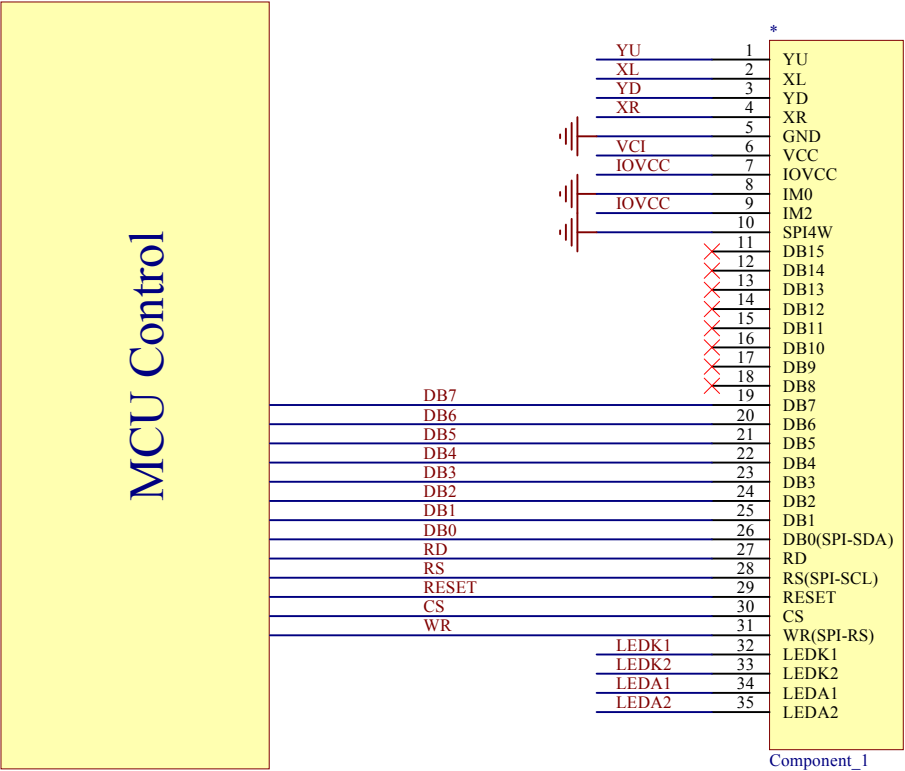 *
YU 1 YU
XL 2 XL
YD 3 YD
XR 4 XR
5 GND
VCI 6 VCC
IOVCC 7 IOVCC
8 IM0
IOVCC 9 IM2
10 SPI4W
11 DB15
12 DB14
13 DB13
14 DB12
15 DB11
16 DB10
17 DB9
18 DB8
MCU Control
DB7 19 DB7
DB6 20 DB6
DB5 21 DB5
DB4 22 DB4
DB3 23 DB3
DB2 24 DB2
DB1 25 DB1
DB0 26 DB0(SPI-SDA)
RD 27 RD
RS 28 RS(SPI-SCL)
RESET 29 RESET
CS 30 CS
WR 31 WR(SPI-RS)
LEDK1 32 LEDK1
LEDK2 33 LEDK2
LEDA1 34 LEDA1
LEDA2 35 LEDA2
Component_1